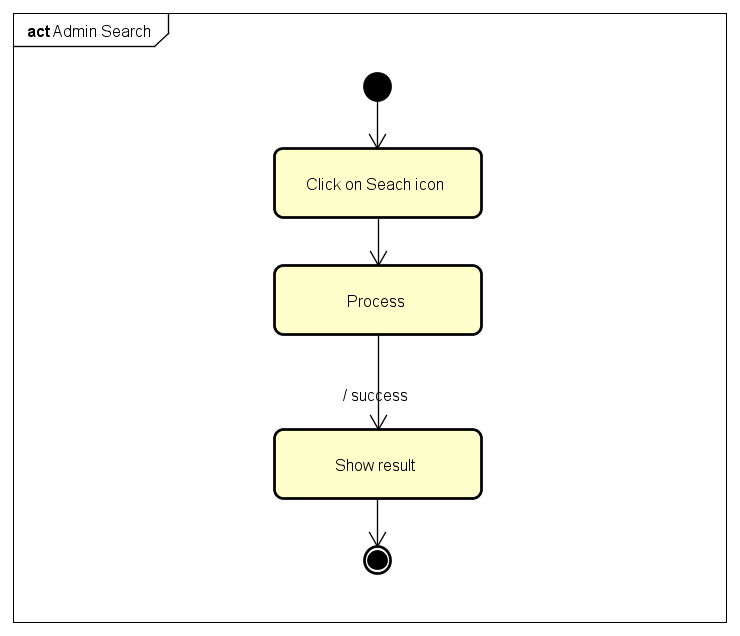 act Admin Search
Click on Seach icon
Process
/ success
Show result